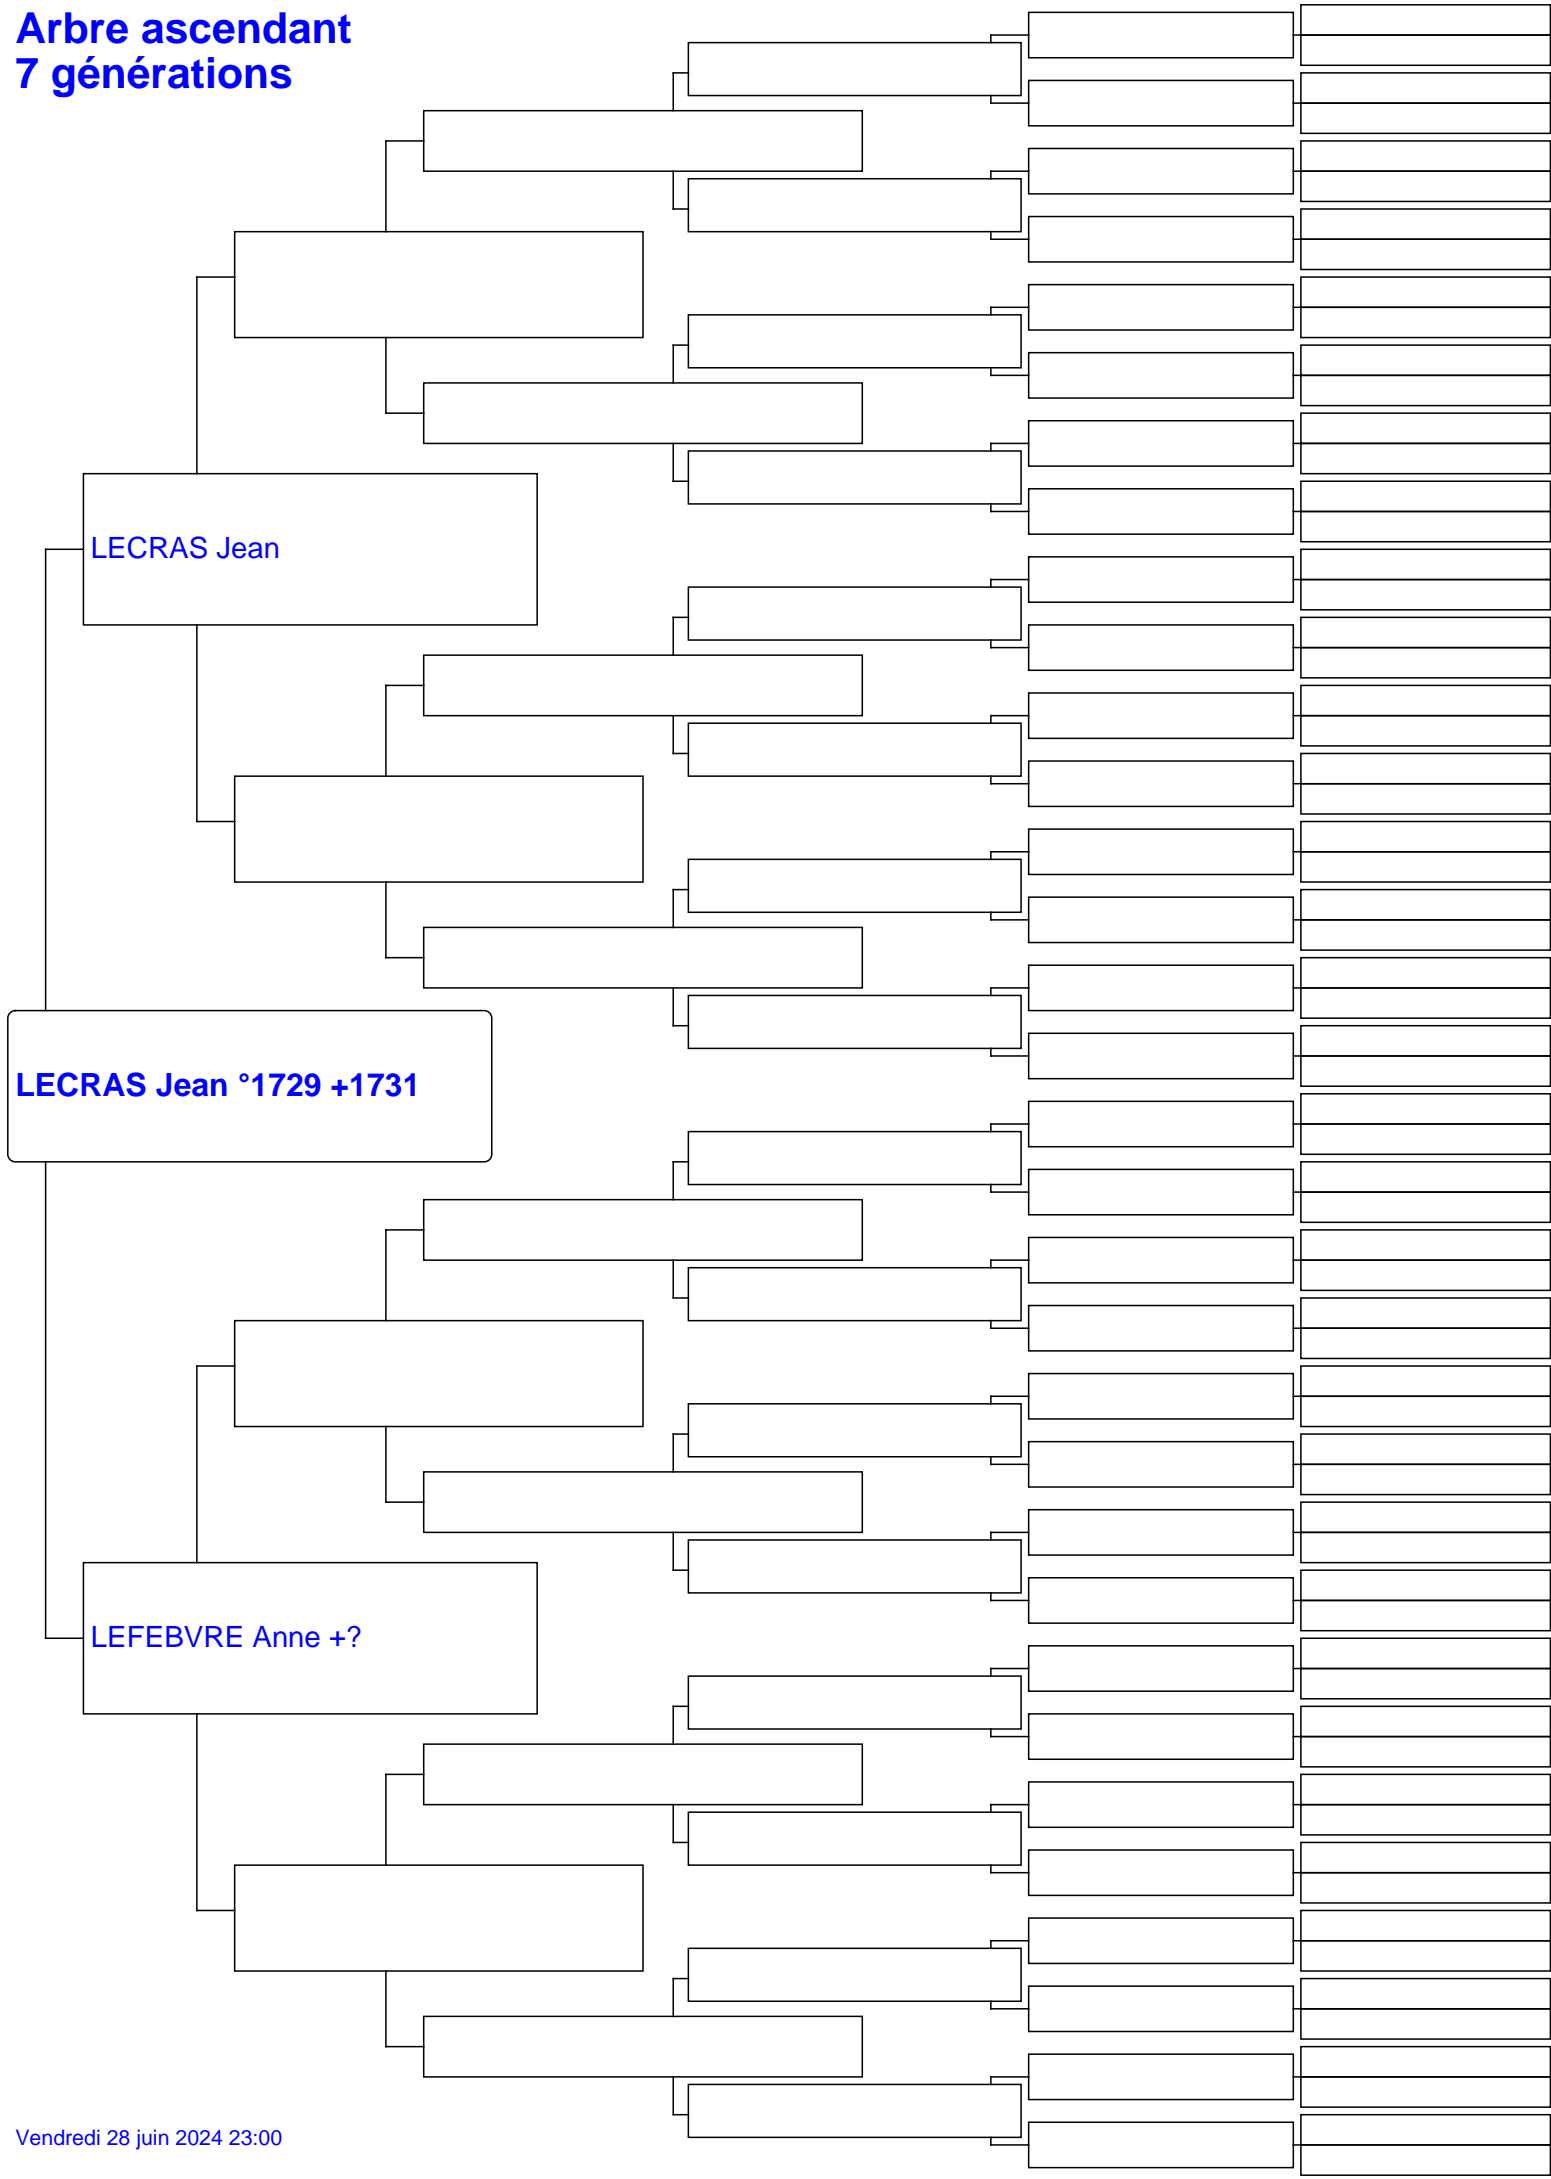 Arbre ascendant
7 générations
LECRAS Jean
LECRAS Jean °1729 +1731
LEFEBVRE Anne +?
Vendredi 28 juin 2024 23:00